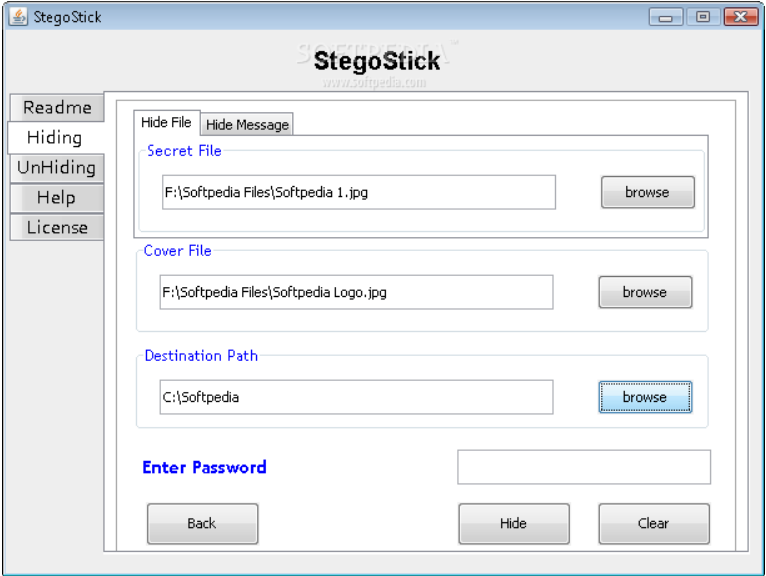 StegoStick
SOFTPEDIA
StegoStick
www.softpedia.com
Readme
Hiding
UnHiding
Help
License
Hide File
Hide Message
Secret File
F:\Softpedia Files\Softpedia 1.jpg
browse
Cover File
F:\Softpedia Files\Softpedia Logo.jpg
browse
Destination Path
C:\Softpedia
browse
Enter Password
Back
Hide
Clear